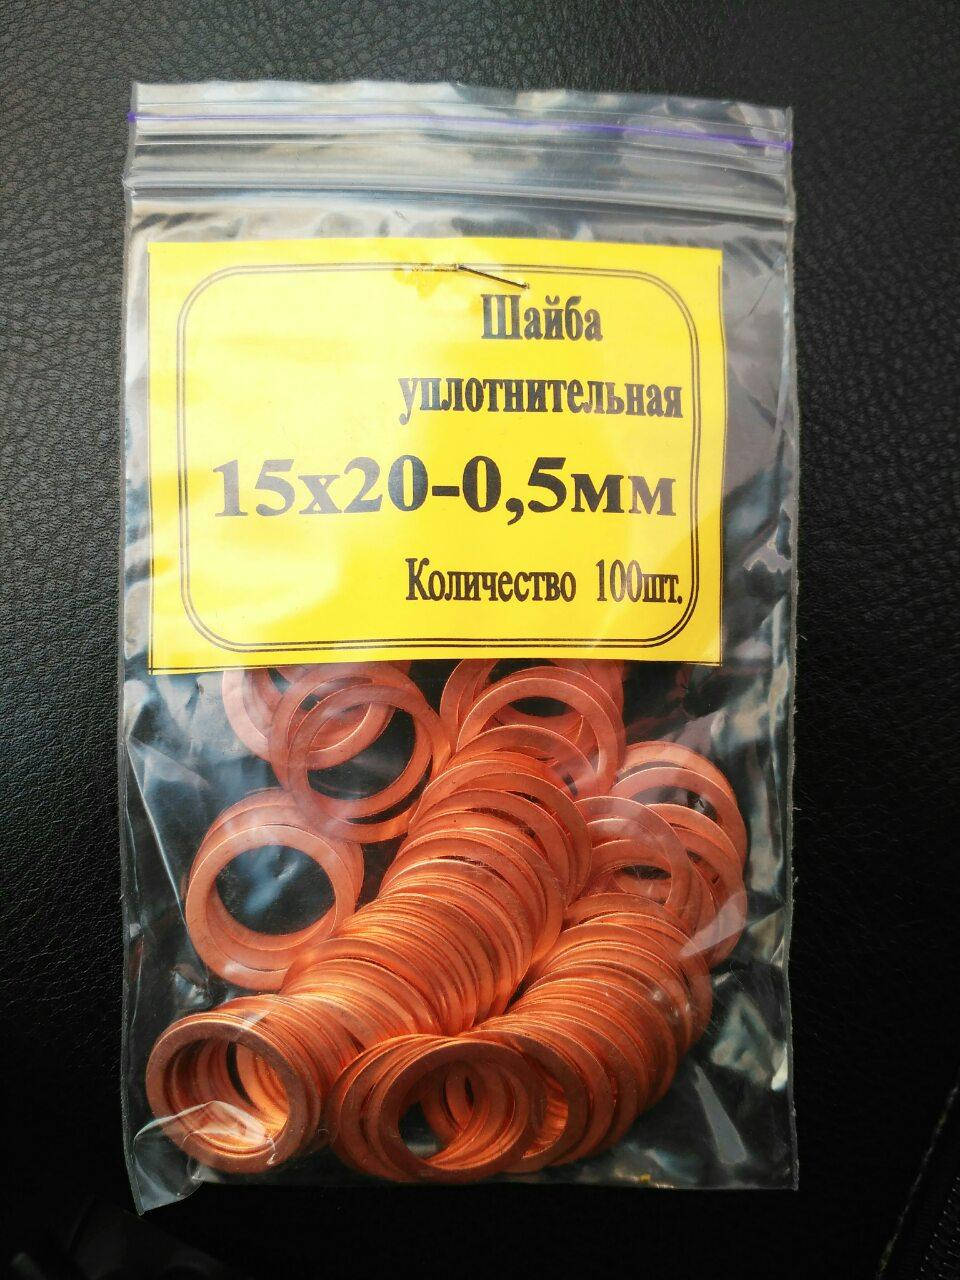 Шайба
уплотнительная
15х20-0,5мм
Количество 100шт.